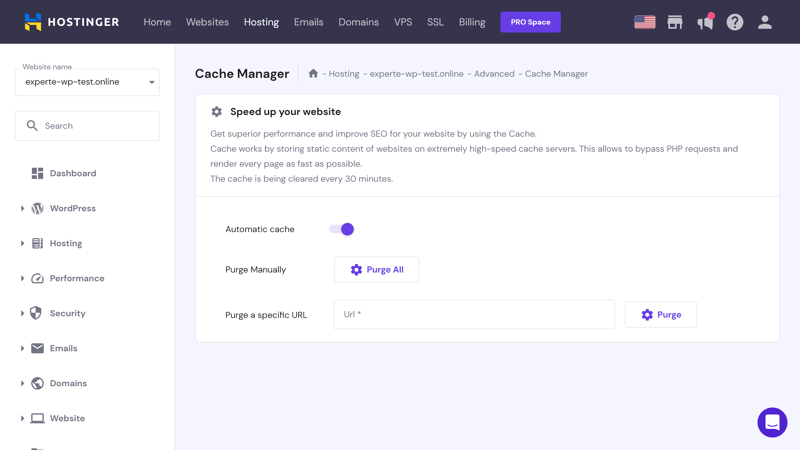 HOSTINGER
Home Websites Hosting Emails Domains VPS SSL Billing PRO Space
Website name
experte-wp-test.online
Search
Dashboard
WordPress
Hosting
Performance
Security
Emails
Domains
Website
Cache Manager
- Hosting - experte-wp-test.online - Advanced - Cache Manager
Speed up your website
Get superior performance and improve SEO for your website by using the Cache.
Cache works by storing static content of websites on extremely high-speed cache servers. This allows to bypass PHP requests and
render every page as fast as possible.
The cache is being cleared every 30 minutes.
Automatic cache
Purge Manually Purge All
Purge a specific URL Url * Purge